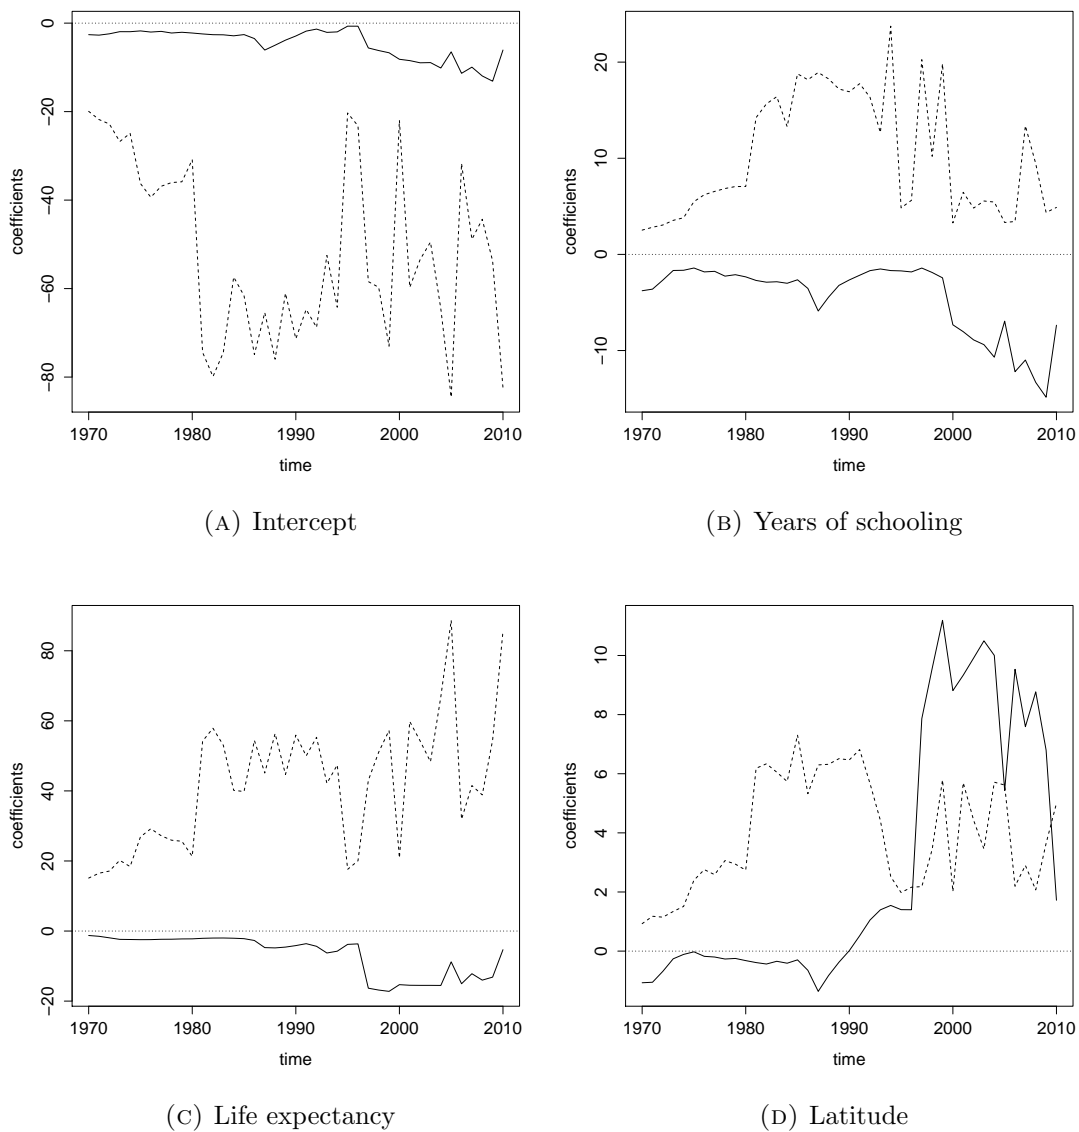 0
−20
−40
−60
−80
coefficients
1970 1980 1990 2000 2010
time
(A) Intercept
20
10
0
−10
coefficients
1970 1980 1990 2000 2010
time
(B) Years of schooling
80
60
40
20
0
−20
coefficients
1970 1980 1990 2000 2010
time
(C) Life expectancy
10
8
6
4
2
0
coefficients
1970 1980 1990 2000 2010
time
(D) Latitude